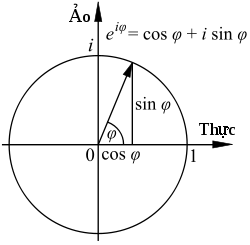 Ảo
e^{iφ} = cos φ + i sin φ
i
sin φ
φ
Thực
0 cos φ 1